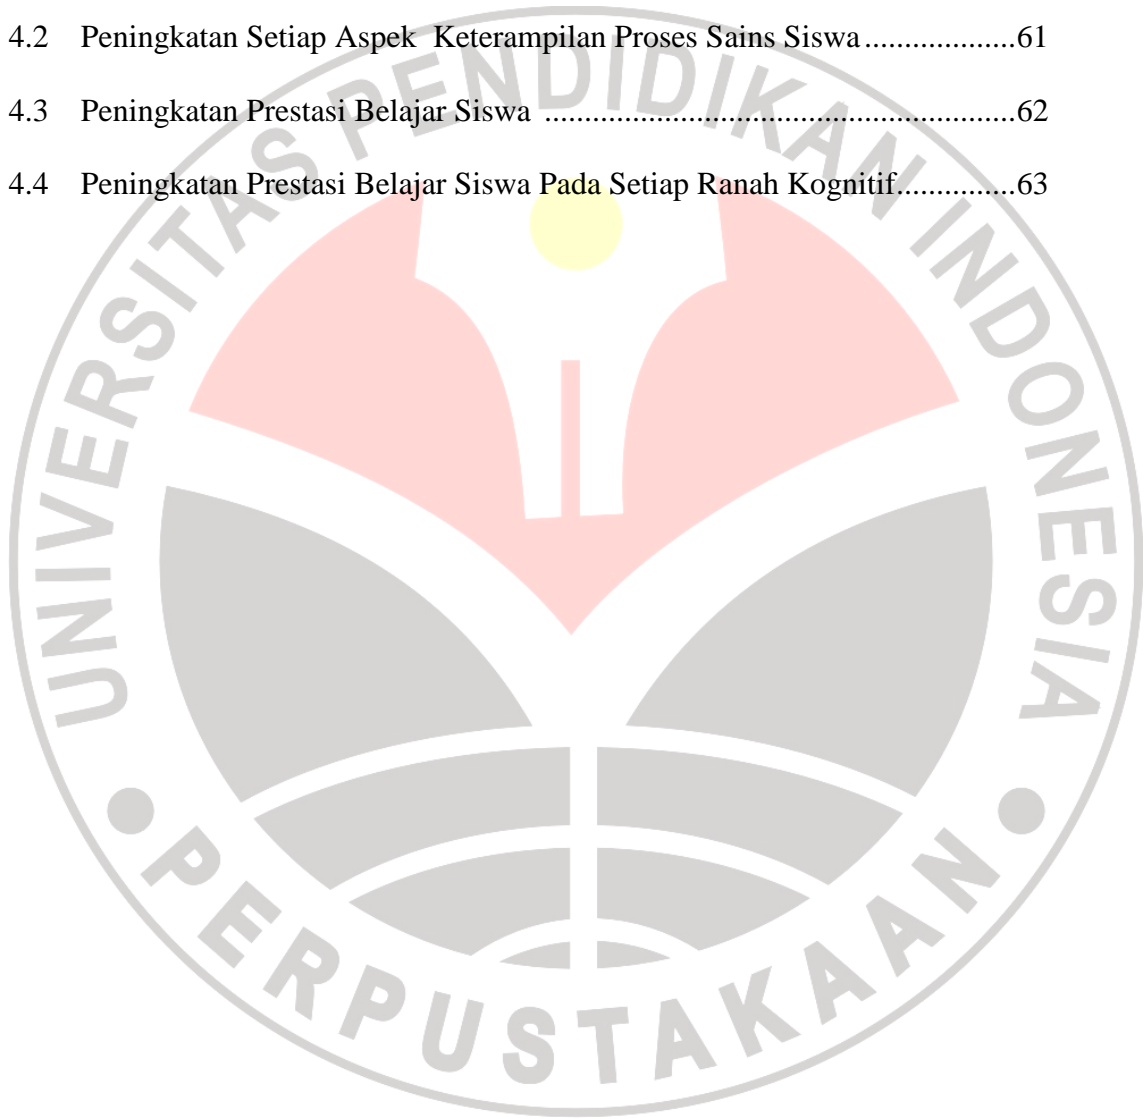 4.2 Peningkatan Setiap Aspek Keterampilan Proses Sains Siswa...................61
4.3 Peningkatan Prestasi Belajar Siswa ...........................................................62
4.4 Peningkatan Prestasi Belajar Siswa Pada Setiap Ranah Kognitif...............63
UNIVERSITAS PENDIDIKAN INDONESIA
PERPUSTAKAAN